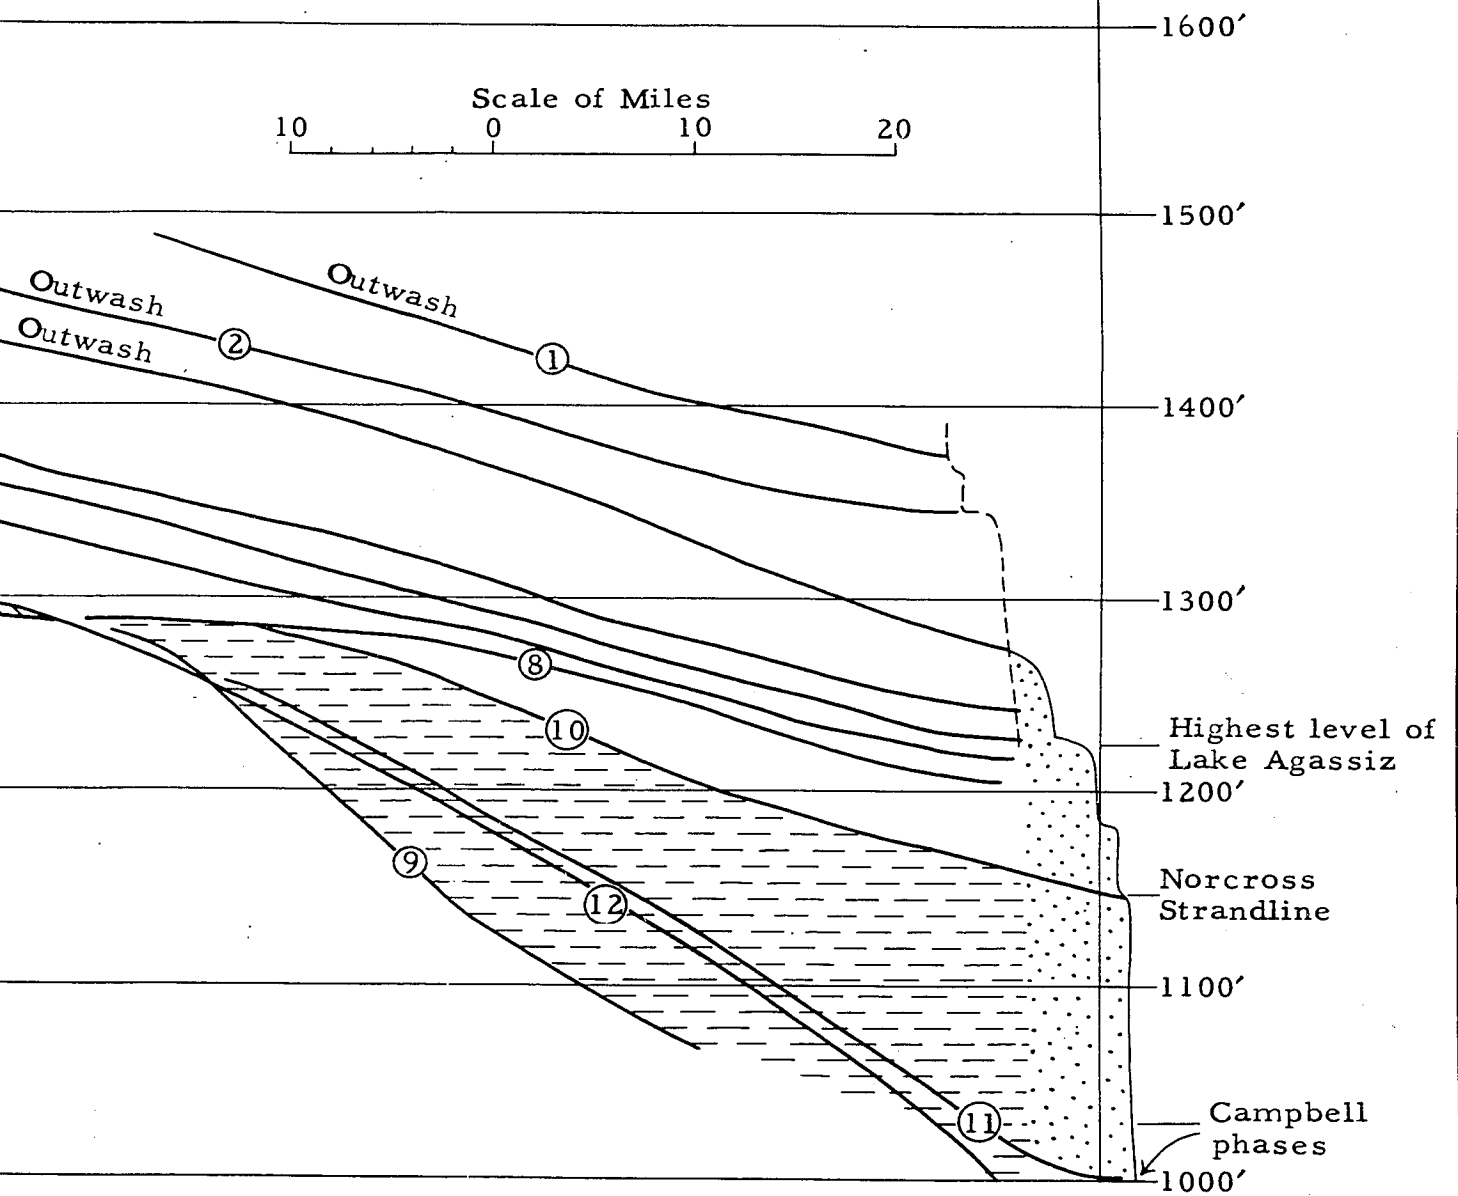 1600′
Scale of Miles
10 0 10 20
1500′
Outwash
Outwash
Outwash
2
1
1400′
1300′
8
10
Highest level of
Lake Agassiz
1200′
9
12
Norcross
Strandline
1100′
11
Campbell
phases
1000′